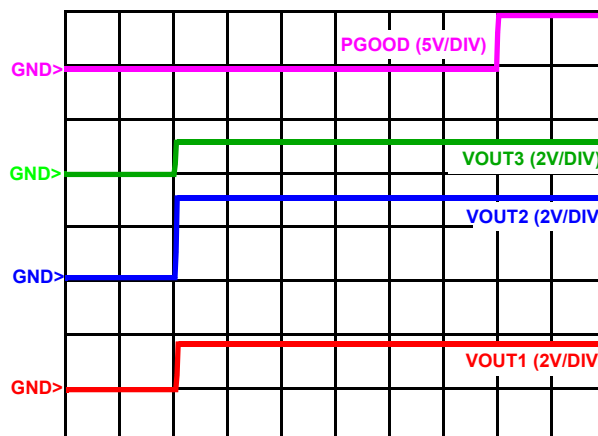 PGOOD (5V/DIV)
GND>
VOUT3 (2V/DIV)
GND>
VOUT2 (2V/DIV
GND>
VOUT1 (2V/DIV
GND>